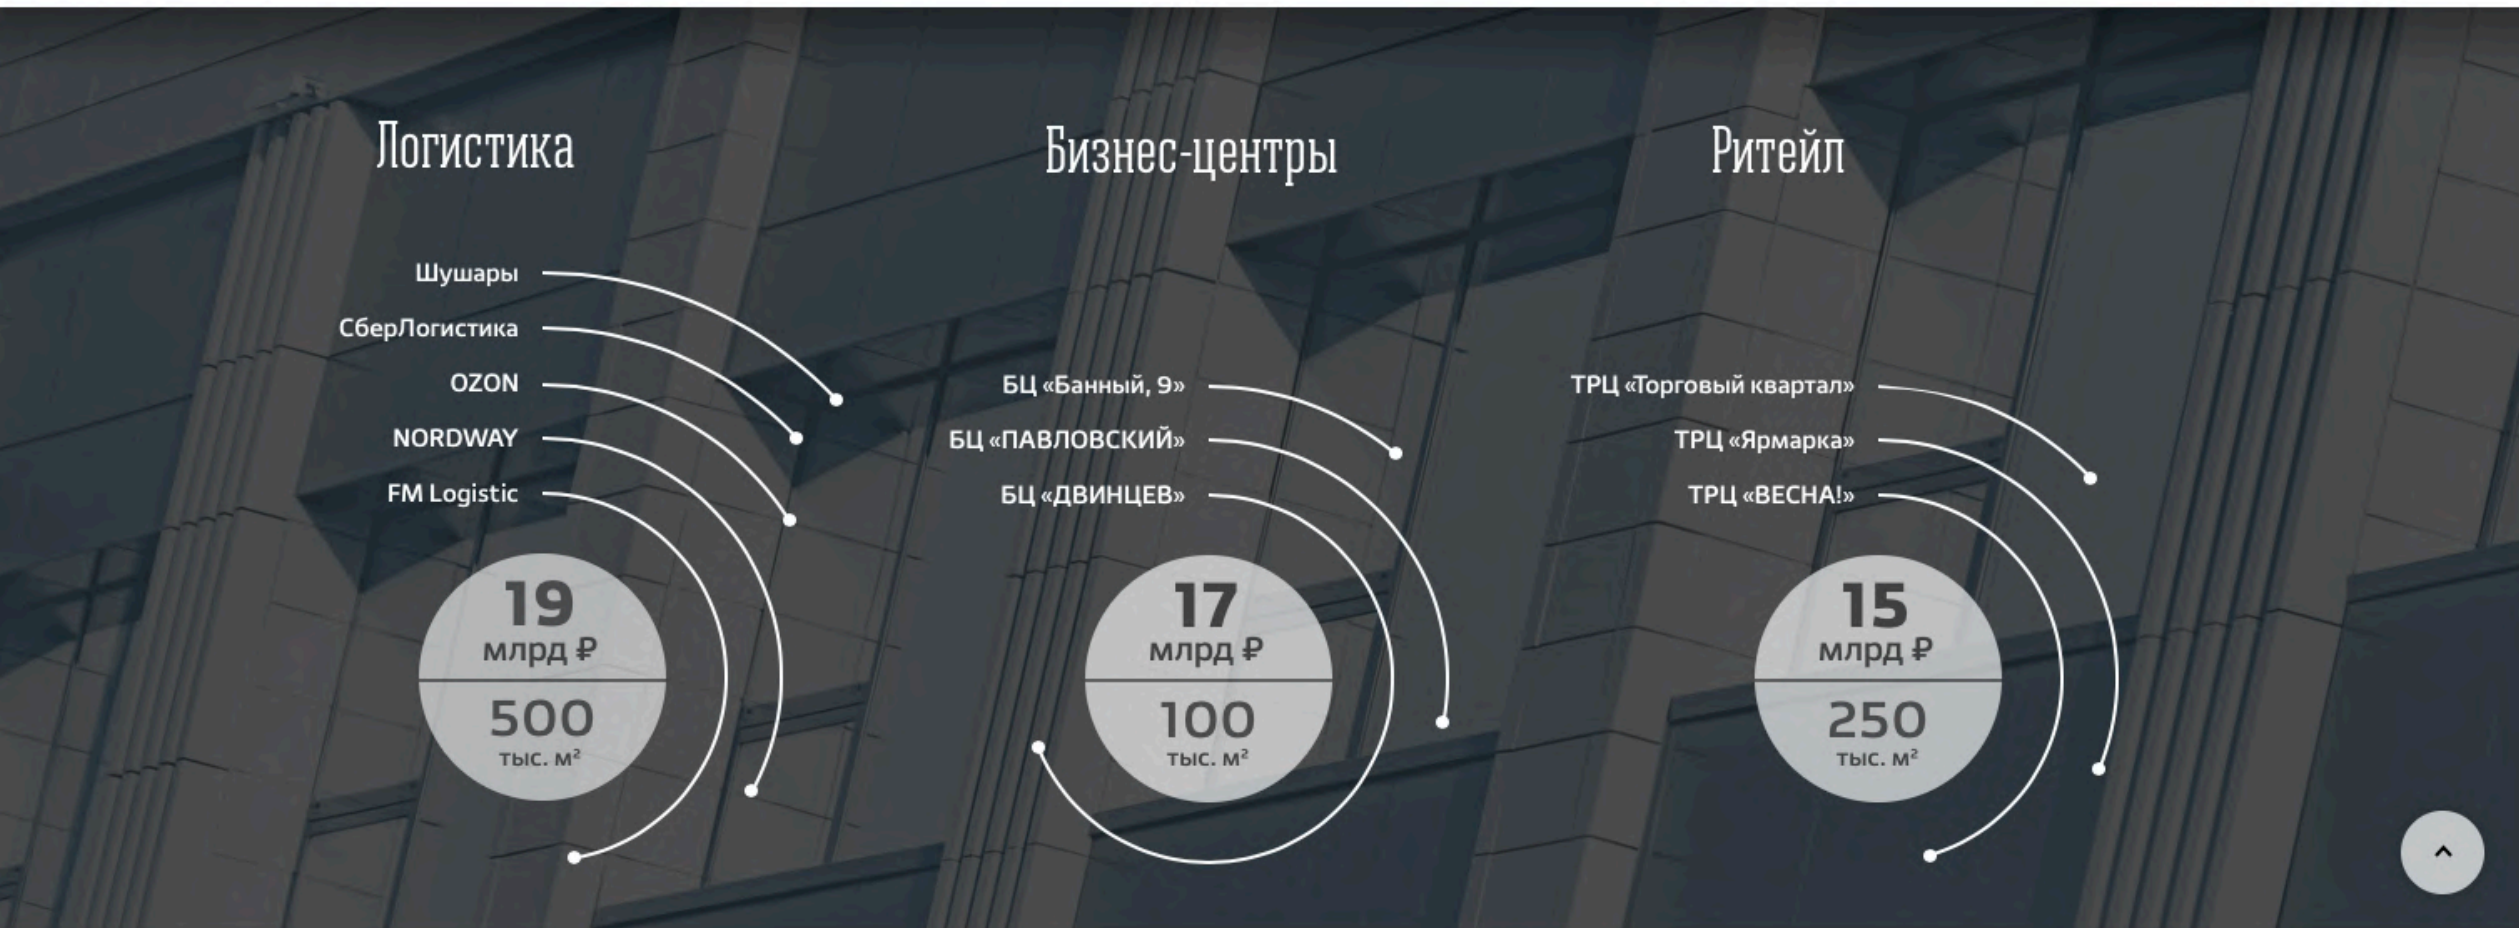 Логистика
Шушары
СберЛогистика
OZON
NORDWAY
FM Logistic
19
млрд ₽
500
тыс. м²
Бизнес-центры
БЦ «Банный, 9»
БЦ «ПАВЛОВСКИЙ»
БЦ «ДВИНЦЕВ»
17
млрд ₽
100
тыс. м²
Ритейл
ТРЦ «Торговый квартал»
ТРЦ «Ярмарка»
ТРЦ «ВЕСНА!»
15
млрд ₽
250
тыс. м²